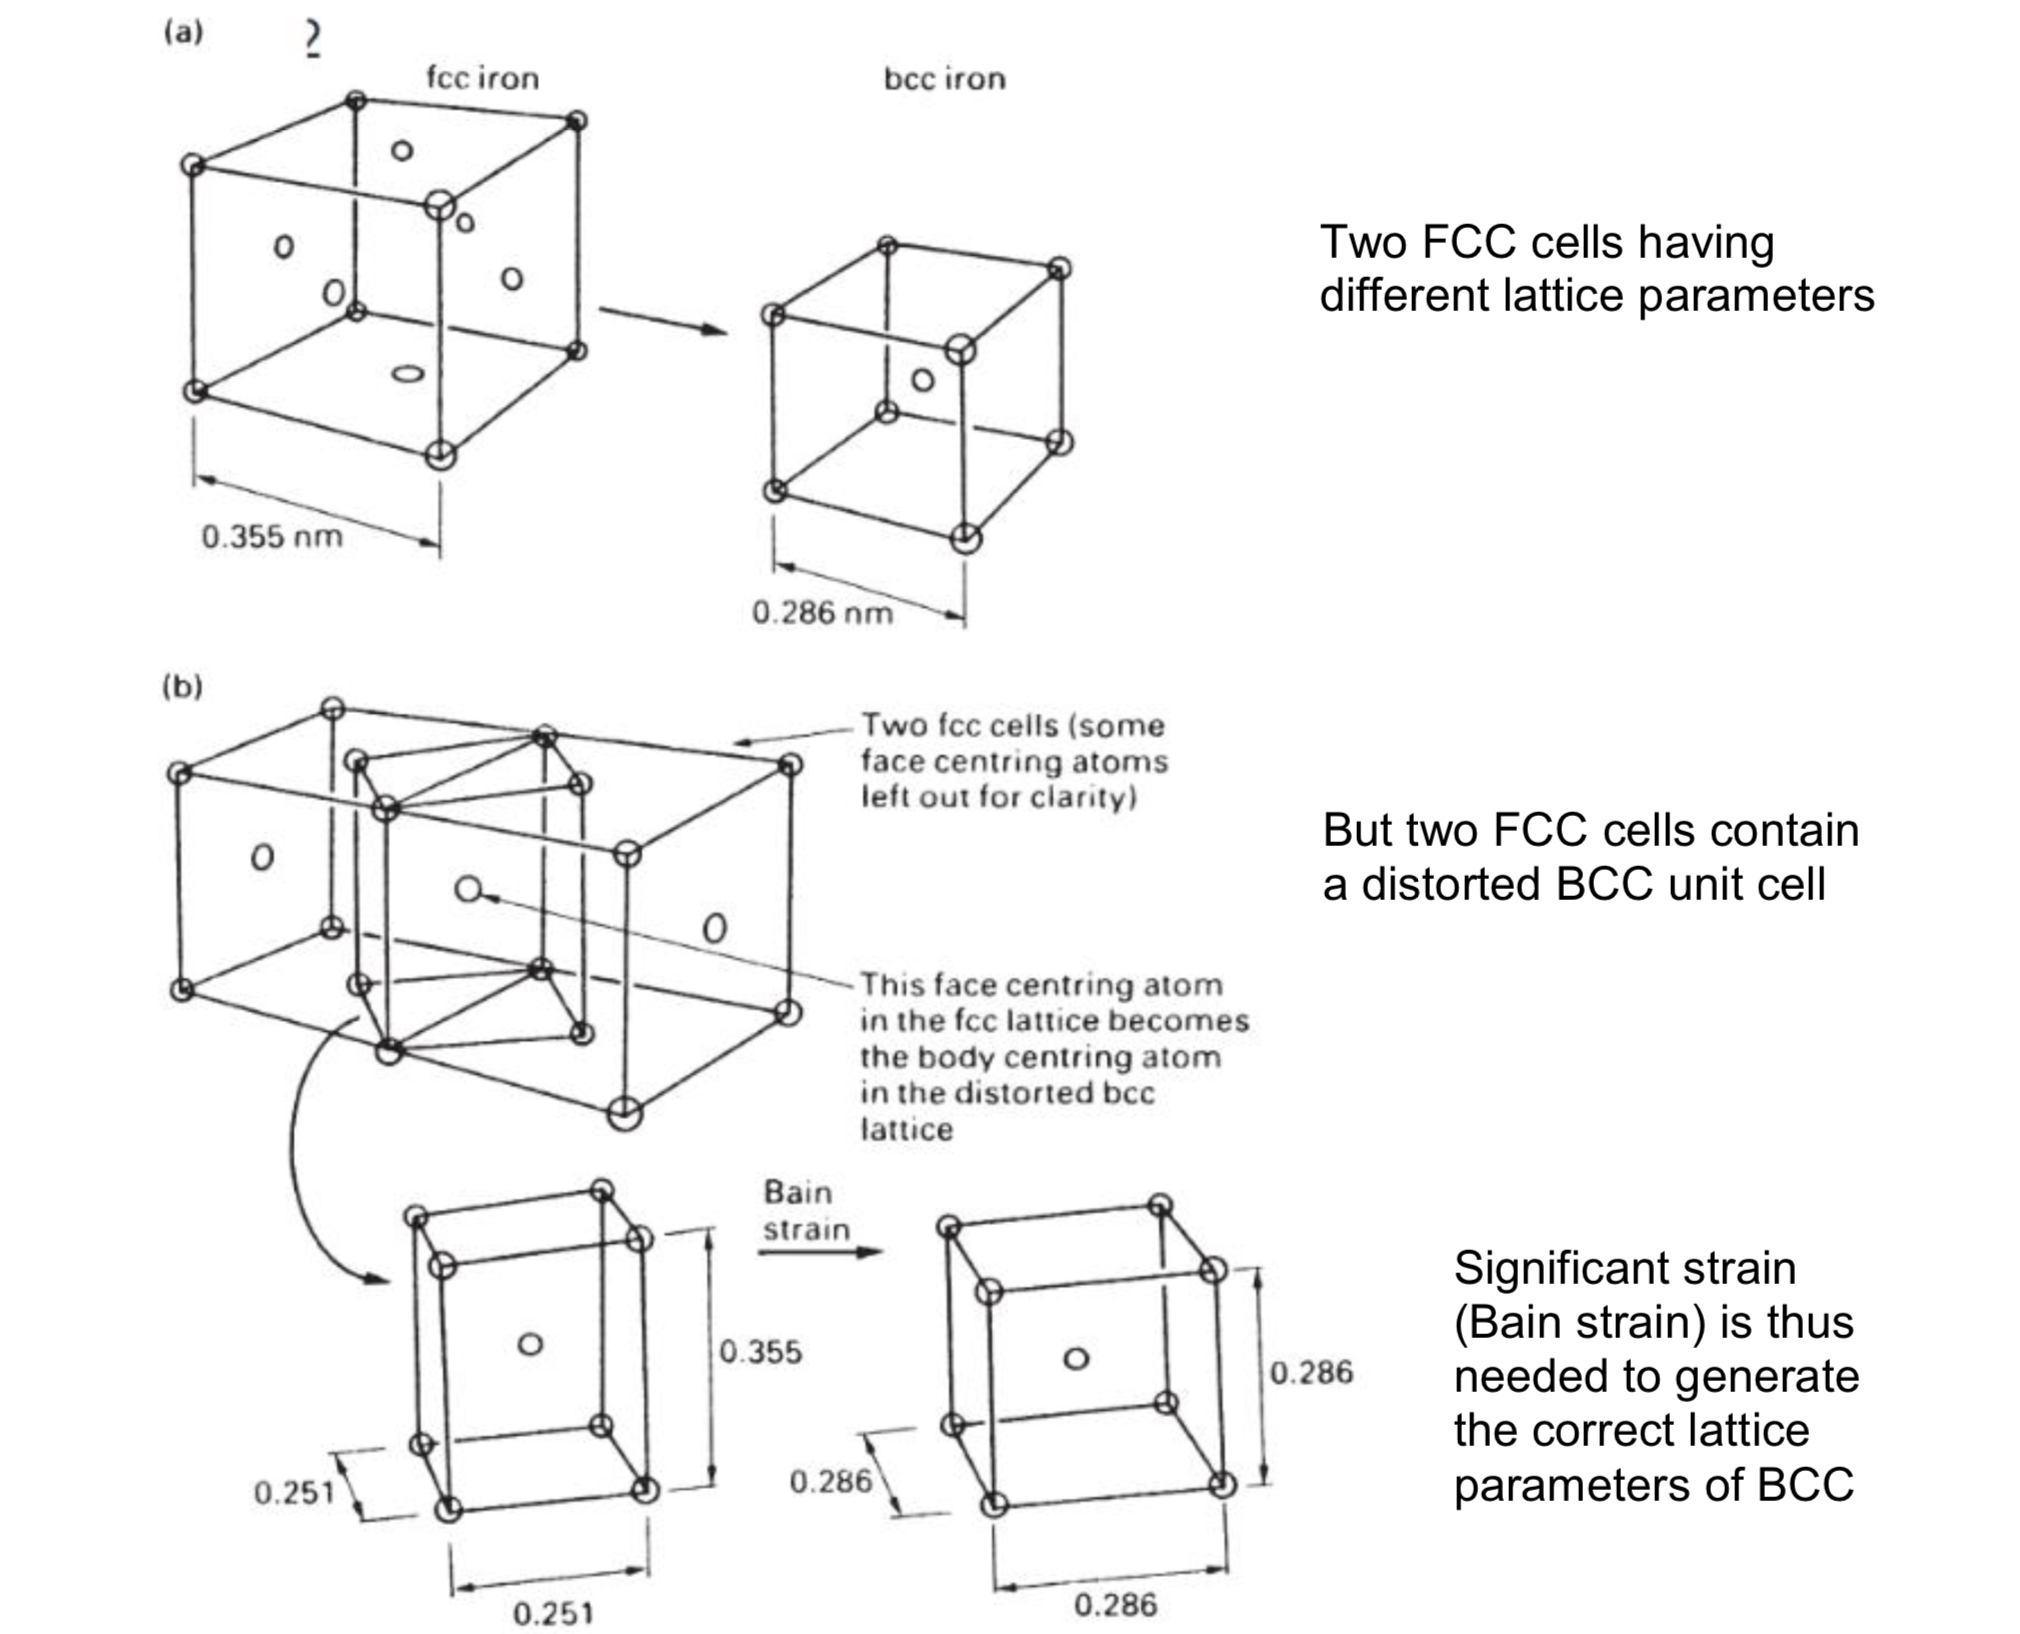 (a)
?
fcc iron
bcc iron
0.355 nm
0.286 nm
Two FCC cells having
different lattice parameters
(b)
Two fcc cells (some
face centring atoms
left out for clarity)
This face centring atom
in the fcc lattice becomes
the body centring atom
in the distorted bcc
lattice
But two FCC cells contain
a distorted BCC unit cell
Bain
strain
0.355
0.251
0.251
0.286
0.286
0.286
Significant strain
(Bain strain) is thus
needed to generate
the correct lattice
parameters of BCC